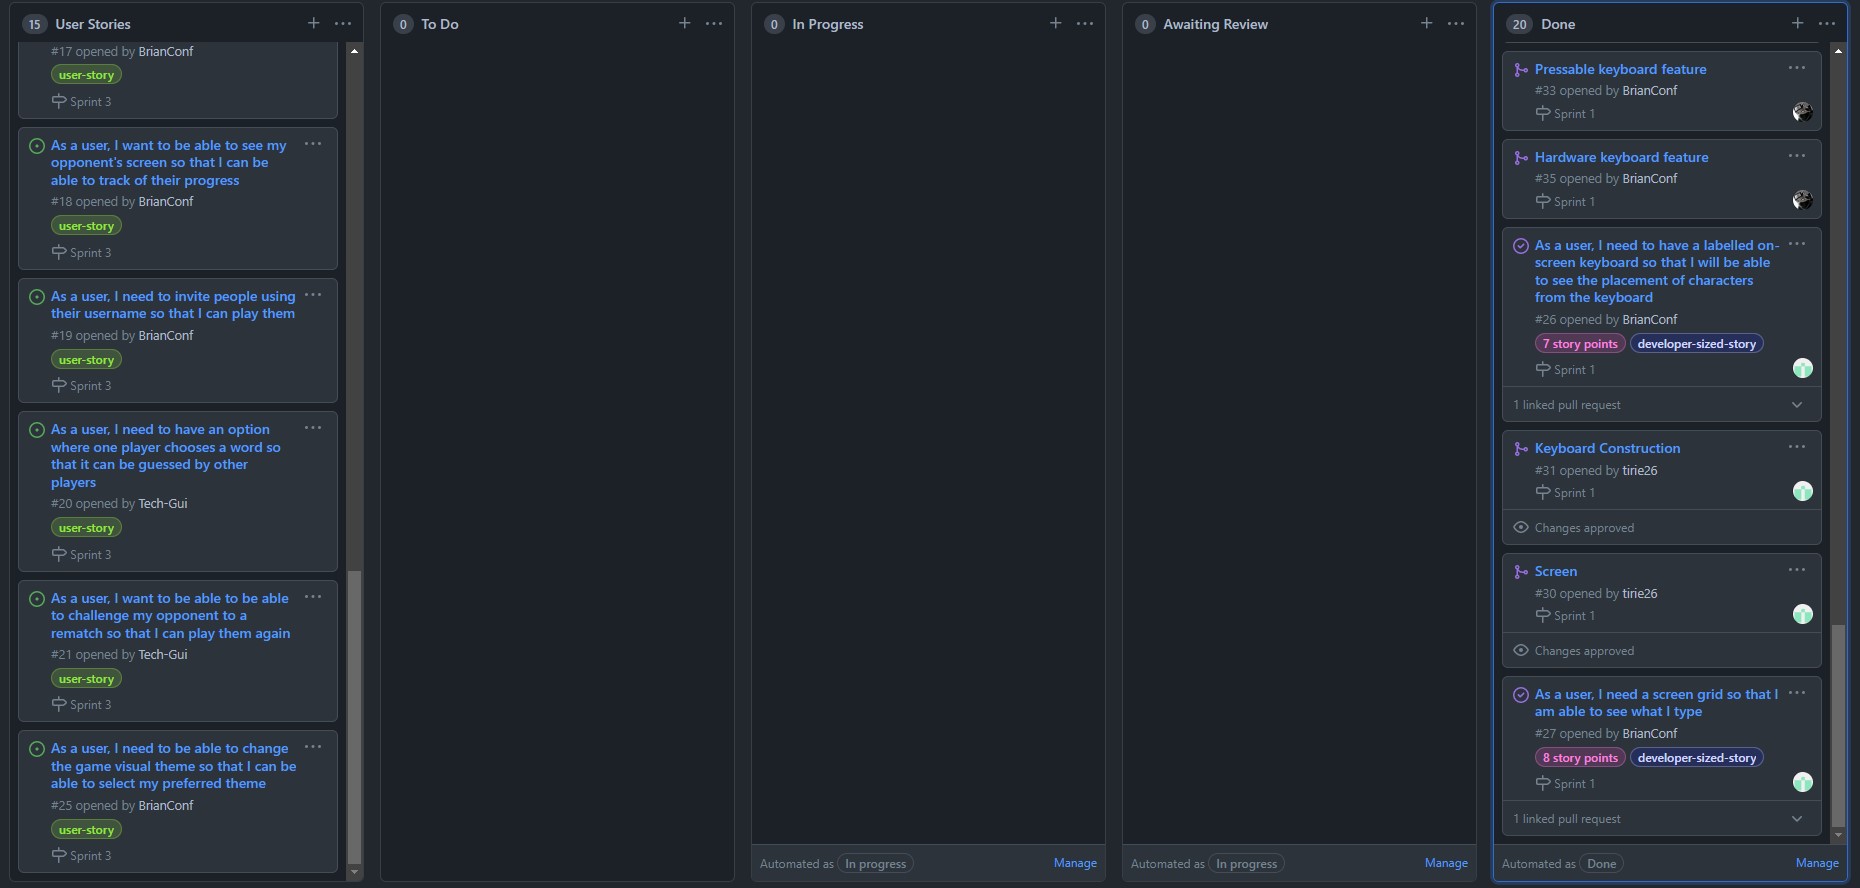 15 User Stories
#17 opened by BrianConf
user-story
Sprint 3
As a user, I want to be able to see my
opponent's screen so that I can be
able to track of their progress
#18 opened by BrianConf
user-story
Sprint 3
As a user, I need to invite people using
their username so that I can play them
#19 opened by BrianConf
user-story
Sprint 3
As a user, I need to have an option
where one player chooses a word so
that it can be guessed by other
players
#20 opened by Tech-Gui
user-story
Sprint 3
As a user, I want to be able to be able
to challenge my opponent to a
rematch so that I can play them again
#21 opened by Tech-Gui
user-story
Sprint 3
As a user, I need to be able to change
the game visual theme so that I can be
able to select my preferred theme
#25 opened by BrianConf
user-story
Sprint 3
0 To Do
0 In Progress
Automated as In progress Manage
0 Awaiting Review
Automated as In progress Manage
20 Done
Pressable keyboard feature
#33 opened by BrianConf
Sprint 1
Hardware keyboard feature
#35 opened by BrianConf
Sprint 1
As a user, I need to have a labelled on-
screen keyboard so that I will be able
to see the placement of characters
from the keyboard
#26 opened by BrianConf
7 story points developer-sized-story
Sprint 1
1 linked pull request
Keyboard Construction
#31 opened by tirie26
Sprint 1
Changes approved
Screen
#30 opened by tirie26
Sprint 1
Changes approved
As a user, I need a screen grid so that I
am able to see what I type
#27 opened by BrianConf
8 story points developer-sized-story
Sprint 1
1 linked pull request
Automated as Done Manage